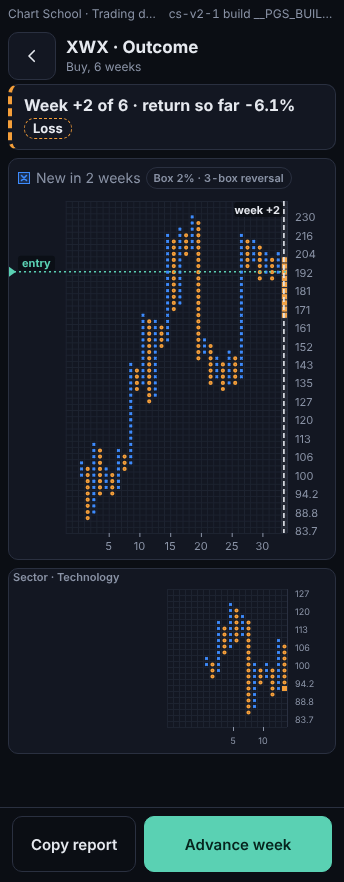 Chart School · Trading d... cs-v2-1 build __PGS_BUIL...
XWX · Outcome
Buy, 6 weeks
Week +2 of 6 · return so far -6.1%
Loss
New in 2 weeks Box 2% · 3-box reversal
week +2
entry
230
216
204
192
181
171
161
152
143
135
127
120
113
106
100
94.2
88.8
83.7
5 10 15 20 25 30
Sector · Technology
127
120
113
106
100
94.2
88.8
83.7
5 10
Copy report Advance week